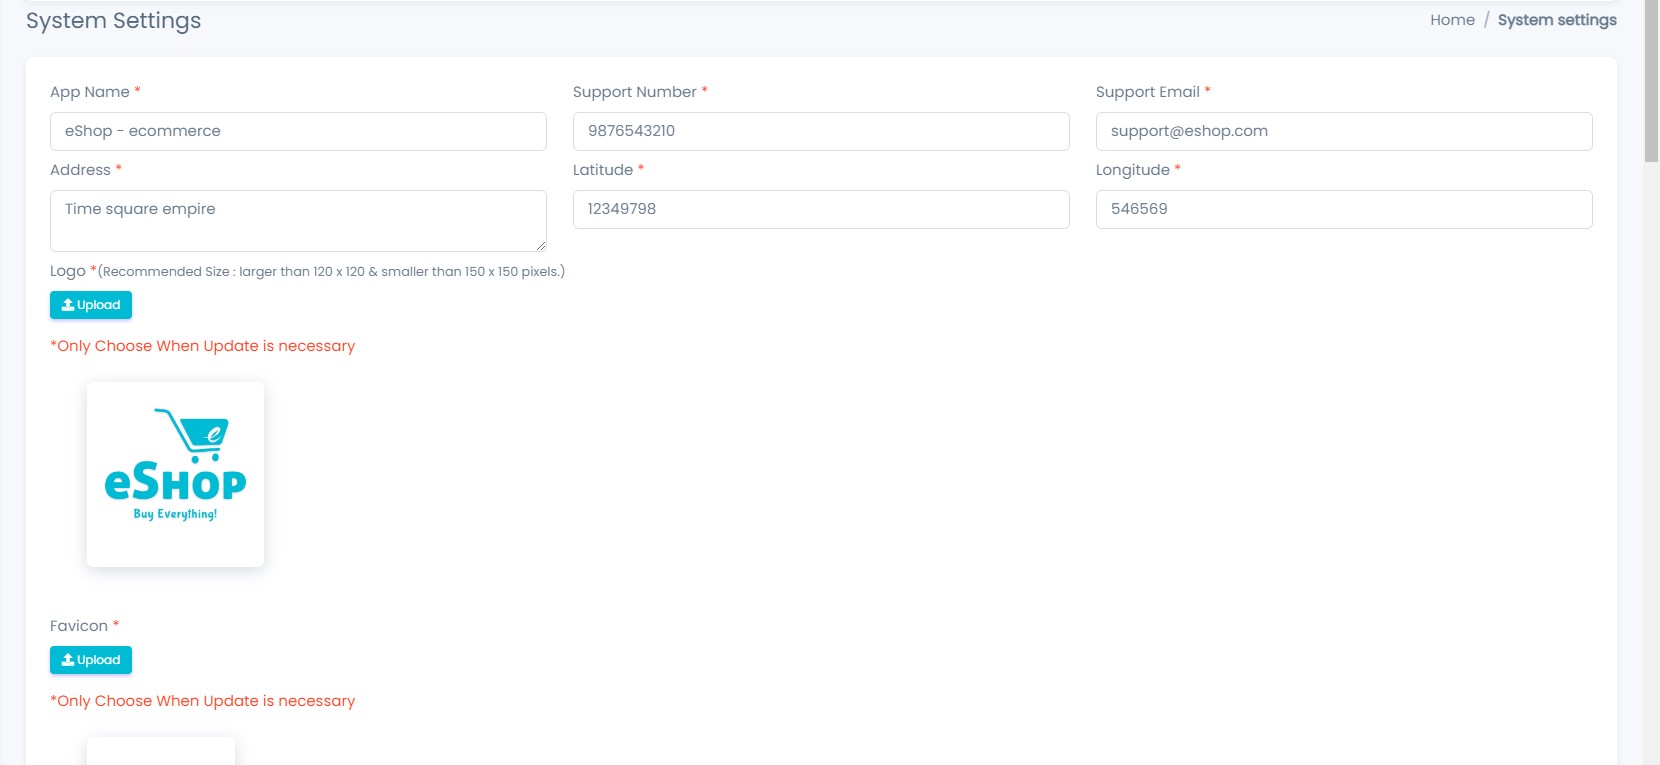 System Settings
Home / System settings
App Name *
Support Number *
Support Email *
eShop - ecommerce
9876543210
support@eshop.com
Address *
Latitude *
Longitude *
Time square empire
12349798
546569
Logo *(Recommended Size : larger than 120 x 120 & smaller than 150 x 150 pixels.)
Upload
*Only Choose When Update is necessary
e
eSHOP
Buy Everything!
Favicon *
Upload
*Only Choose When Update is necessary